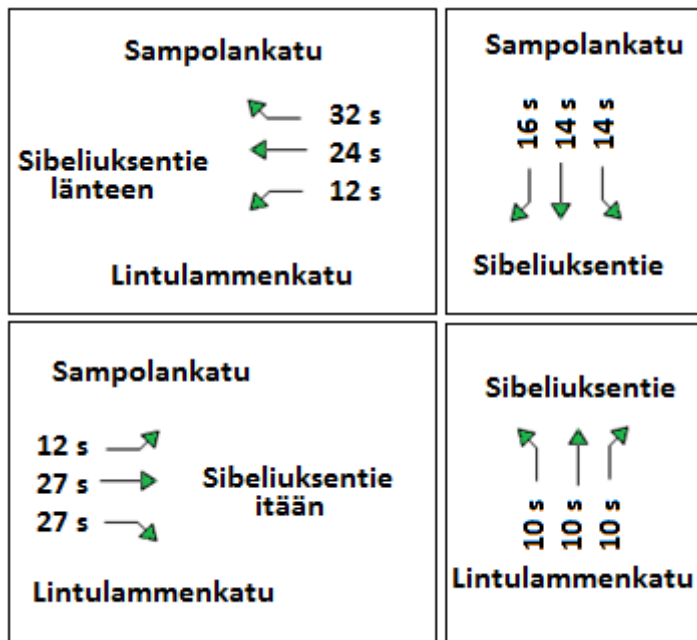 Sampolankatu
32 s
Sibeliuksentie
länteen
24 s
12 s
Lintulammenkatu
Sampolankatu
16 s
14 s
14 s
Sibeliuksentie
Sampolankatu
12 s
27 s
27 s
Sibeliuksentie
itään
Lintulammenkatu
Sibeliuksentie
10 s
10 s
10 s
Lintulammenkatu